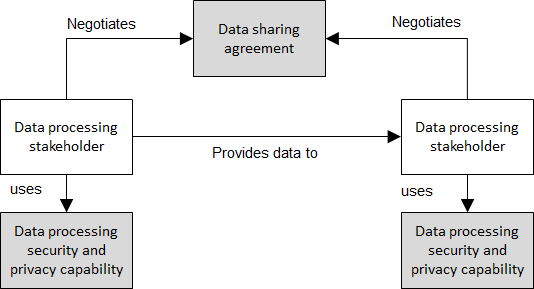 Negotiates
Data sharing
agreement
Negotiates
Data processing
stakeholder
Provides data to
Data processing
stakeholder
uses
uses
Data processing
security and
privacy capability
Data processing
security and
privacy capability